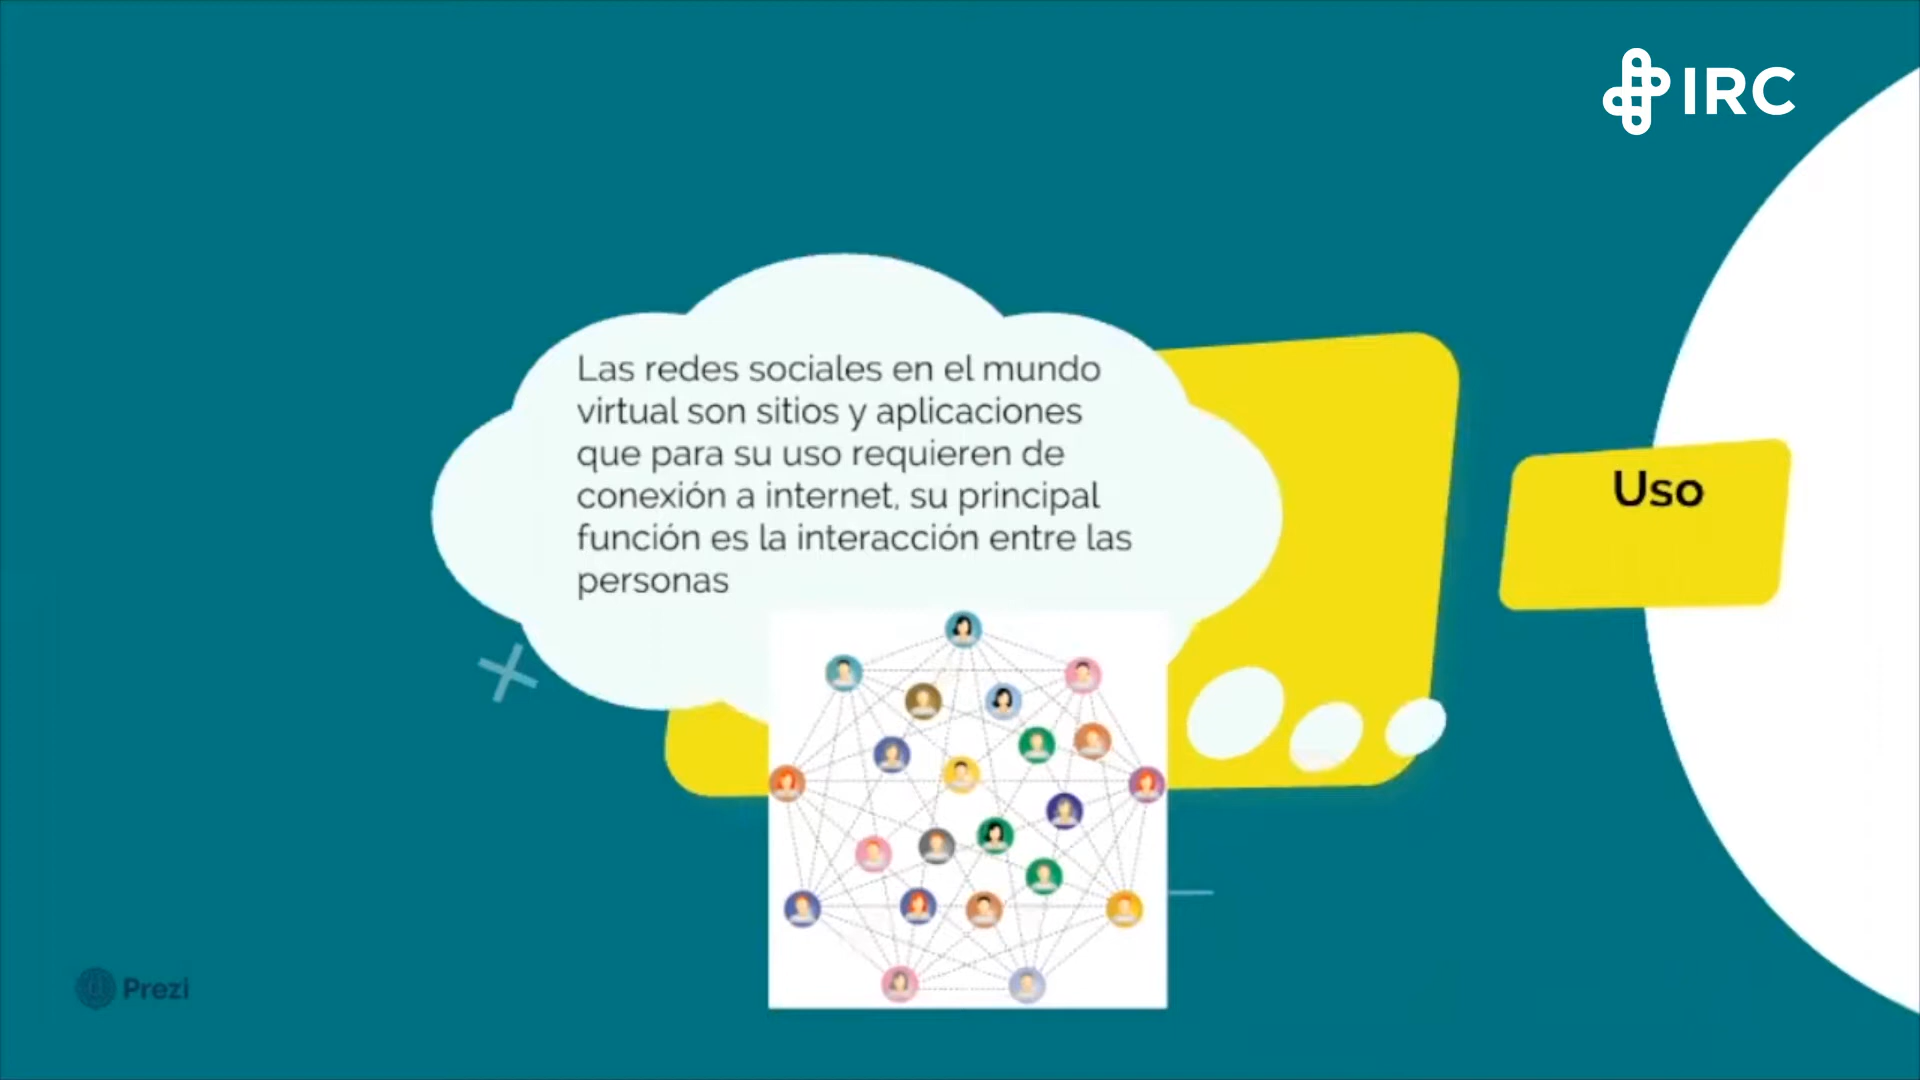 IRC
Las redes sociales en el mundo
virtual son sitios y aplicaciones
que para su uso requieren de
conexión a internet, su principal
función es la interacción entre las
personas
Uso
Prezi